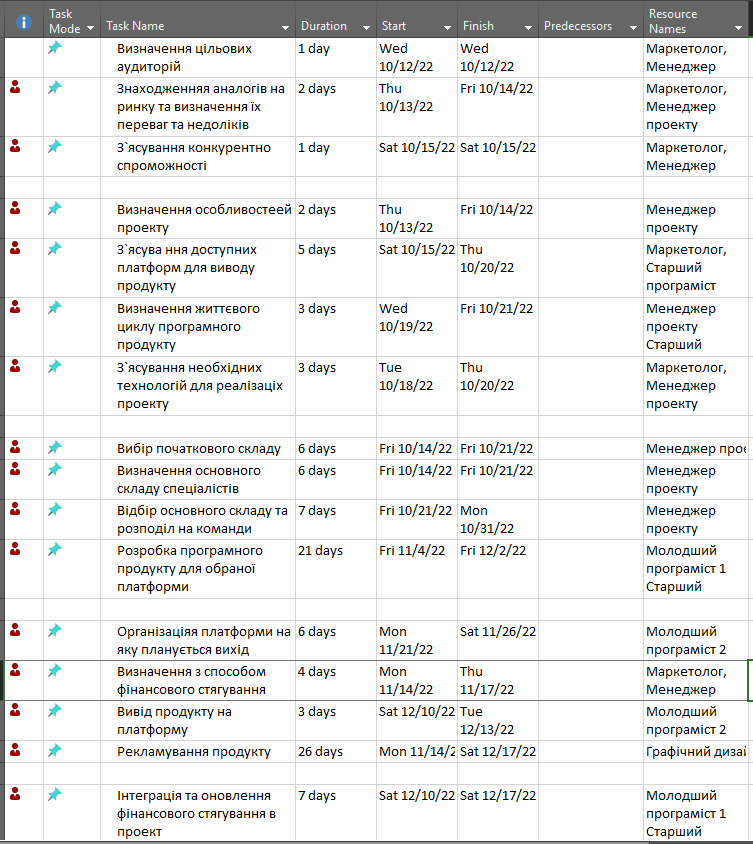 Task Mode Task Name Duration Start Finish Predecessors Resource Names
Визначення цільових 1 day Wed Wed Маркетолог,
аудиторій 10/12/22 10/12/22 Менеджер
Знаходженняя аналогів на 2 days Thu Fri 10/14/22 Маркетолог,
ринку та визначення їх 10/13/22 Менеджер
переваг та недоліків проекту
З`ясування конкурентно 1 day Sat 10/15/22 Sat 10/15/22 Маркетолог,
спроможності Менеджер
Визначення особливостеей 2 days Thu Fri 10/14/22 Менеджер
проекту 10/13/22 проекту
З`ясува ння доступних 5 days Sat 10/15/22 Thu Маркетолог,
платформ для виводу 10/20/22 Старший
продукту програміст
Визначення життєвого 3 days Wed Fri 10/21/22 Менеджер
циклу програмного 10/19/22 проекту
продукту Старший
З`ясування необхідних 3 days Tue Thu Маркетолог,
технологій для реалізаціх 10/18/22 10/20/22 Менеджер
проекту проекту
Вибір початкового складу 6 days Fri 10/14/22 Fri 10/21/22 Менеджер прое
Визначення основного 6 days Fri 10/14/22 Fri 10/21/22 Менеджер
складу спеціалістів проекту
Відбір основного складу та 7 days Fri 10/21/22 Mon Менеджер
розподіл на команди 10/31/22 проекту
Розробка програмного 21 days Fri 11/4/22 Fri 12/2/22 Молодший
продукту для обраної програміст 1
платформи Старший
Організаціяя платформи на 6 days Mon Sat 11/26/22 Молодший
яку планується вихід 11/21/22 програміст 2
Визначення з способом 4 days Mon Thu Маркетолог,
фінансового стягування 11/14/22 11/17/22 Менеджер
Вивід продукту на 3 days Sat 12/10/22 Tue Молодший
платформу 12/13/22 програміст 2
Рекламування продукту 26 days Mon 11/14/2 Sat 12/17/22 Графічний дизай
Інтеграція та оновлення 7 days Sat 12/10/22 Sat 12/17/22 Молодший
фінансового стягування в програміст 1
проект Старший